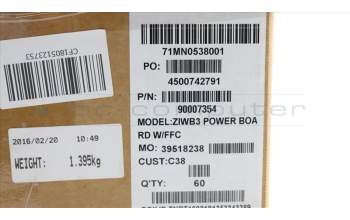 CF1805123753
2016/02/20 10:49
WEIGHT: 1.395kg
71MN0538001
PO:
4500742791
P/N:
90007354
MODEL:ZIWB3 POWER BOA
RD W/FFC
MO: 39518238
CUST:C38
Q'TY: 60